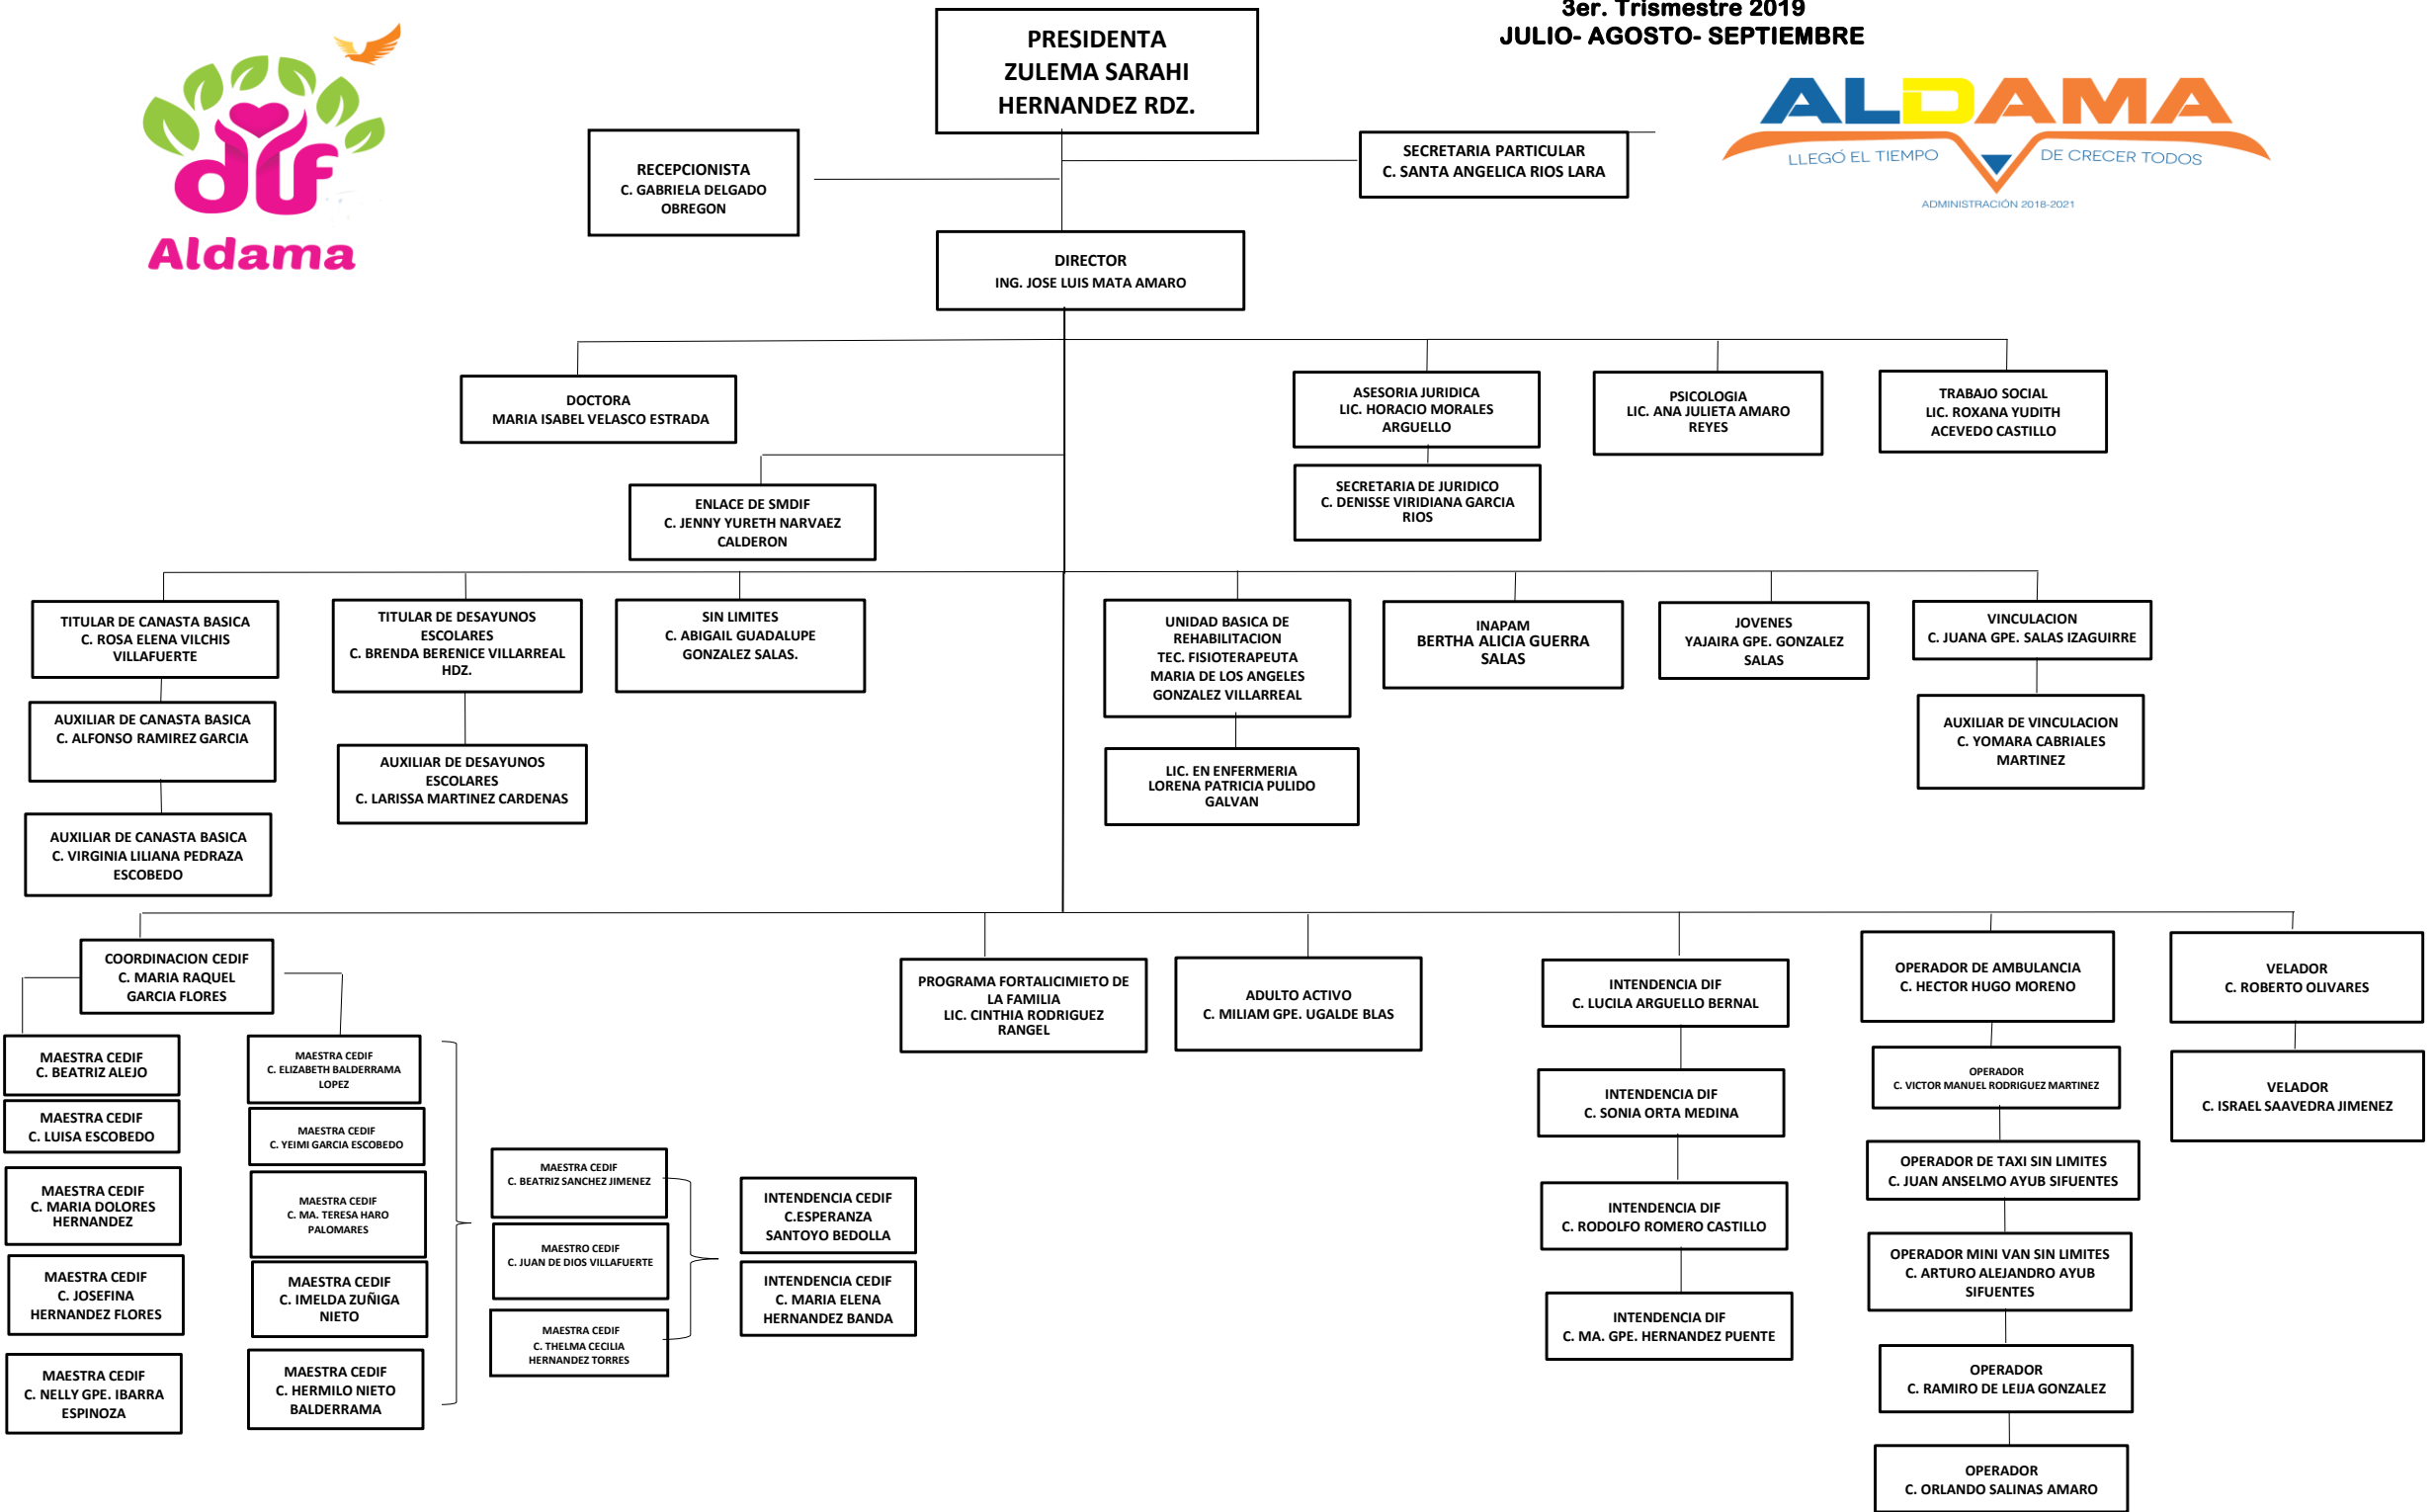 3er. Trismestre 2019
JULIO- AGOSTO- SEPTIEMBRE
dif
Aldama
ALDAMA
LLEGÓ EL TIEMPO
DE CRECER TODOS
ADMINISTRACIÓN 2018-2021
PRESIDENTA
ZULEMA SARAHI
HERNANDEZ RDZ.
RECEPCIONISTA
C. GABRIELA DELGADO
OBREGON
SECRETARIA PARTICULAR
C. SANTA ANGELICA RIOS LARA
DIRECTOR
ING. JOSE LUIS MATA AMARO
DOCTORA
MARIA ISABEL VELASCO ESTRADA
ASESORIA JURIDICA
LIC. HORACIO MORALES
ARGUELLO
PSICOLOGIA
LIC. ANA JULIETA AMARO
REYES
TRABAJO SOCIAL
LIC. ROXANA YUDITH
ACEVEDO CASTILLO
SECRETARIA DE JURIDICO
C. DENISSE VIRIDIANA GARCIA
RIOS
ENLACE DE SMDIF
C. JENNY YURETH NARVAEZ
CALDERON
TITULAR DE CANASTA BASICA
C. ROSA ELENA VILCHIS
VILLAFUERTE
TITULAR DE DESAYUNOS
ESCOLARES
C. BRENDA BERENICE VILLARREAL
HDZ.
SIN LIMITES
C. ABIGAIL GUADALUPE
GONZALEZ SALAS.
UNIDAD BASICA DE
REHABILITACION
TEC. FISIOTERAPEUTA
MARIA DE LOS ANGELES
GONZALEZ VILLARREAL
INAPAM
BERTHA ALICIA GUERRA
SALAS
JOVENES
YAJAIRA GPE. GONZALEZ
SALAS
VINCULACION
C. JUANA GPE. SALAS IZAGUIRRE
AUXILIAR DE CANASTA BASICA
C. ALFONSO RAMIREZ GARCIA
AUXILIAR DE DESAYUNOS
ESCOLARES
C. LARISSA MARTINEZ CARDENAS
LIC. EN ENFERMERIA
LORENA PATRICIA PULIDO
GALVAN
AUXILIAR DE VINCULACION
C. YOMARA CABRIALES
MARTINEZ
AUXILIAR DE CANASTA BASICA
C. VIRGINIA LILIANA PEDRAZA
ESCOBEDO
COORDINACION CEDIF
C. MARIA RAQUEL
GARCIA FLORES
PROGRAMA FORTALICIMIETO DE
LA FAMILIA
LIC. CINTHIA RODRIGUEZ
RANGEL
ADULTO ACTIVO
C. MILIAM GPE. UGALDE BLAS
INTENDENCIA DIF
C. LUCILA ARGUELLO BERNAL
OPERADOR DE AMBULANCIA
C. HECTOR HUGO MORENO
VELADOR
C. ROBERTO OLIVARES
MAESTRA CEDIF
C. BEATRIZ ALEJO
MAESTRA CEDIF
C. LUISA ESCOBEDO
MAESTRA CEDIF
C. MARIA DOLORES
HERNANDEZ
MAESTRA CEDIF
C. JOSEFINA
HERNANDEZ FLORES
MAESTRA CEDIF
C. NELLY GPE. IBARRA
ESPINOZA
MAESTRA CEDIF
C. ELIZABETH BALDERRAMA
LOPEZ
MAESTRA CEDIF
C. YEIMI GARCIA ESCOBEDO
MAESTRA CEDIF
C. MA. TERESA HARO
PALOMARES
MAESTRA CEDIF
C. IMELDA ZUÑIGA
NIETO
MAESTRA CEDIF
C. HERMILO NIETO
BALDERRAMA
MAESTRA CEDIF
C. BEATRIZ SANCHEZ JIMENEZ
MAESTRO CEDIF
C. JUAN DE DIOS VILLAFUERTE
MAESTRA CEDIF
C. THELMA CECILIA
HERNANDEZ TORRES
INTENDENCIA CEDIF
C.ESPERANZA
SANTOYO BEDOLLA
INTENDENCIA CEDIF
C. MARIA ELENA
HERNANDEZ BANDA
INTENDENCIA DIF
C. SONIA ORTA MEDINA
INTENDENCIA DIF
C. RODOLFO ROMERO CASTILLO
INTENDENCIA DIF
C. MA. GPE. HERNANDEZ PUENTE
OPERADOR
C. VICTOR MANUEL RODRIGUEZ MARTINEZ
OPERADOR DE TAXI SIN LIMITES
C. JUAN ANSELMO AYUB SIFUENTES
OPERADOR MINI VAN SIN LIMITES
C. ARTURO ALEJANDRO AYUB
SIFUENTES
OPERADOR
C. RAMIRO DE LEIJA GONZALEZ
OPERADOR
C. ORLANDO SALINAS AMARO
VELADOR
C. ISRAEL SAAVEDRA JIMENEZ